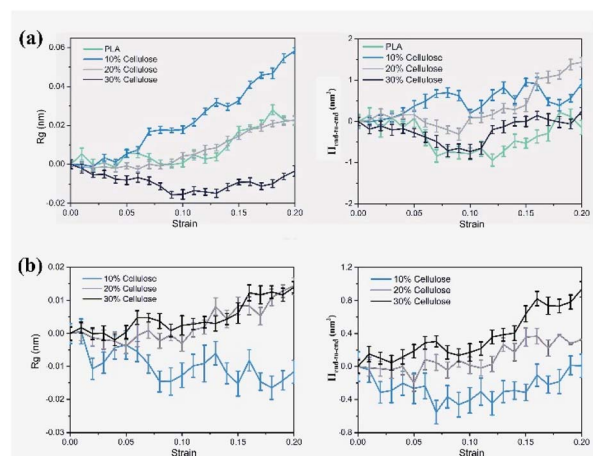 (a)
PLA
10% Cellulose
20% Cellulose
30% Cellulose
Rg (nm)
0.06
0.04
0.02
0.00
-0.02
0.00 0.05 0.10 0.15 0.20
Strain
PLA
10% Cellulose
20% Cellulose
30% Cellulose
2
1
0
-1
-2
0.00 0.05 0.10 0.15 0.20
Strain
(b)
10% Cellulose
20% Cellulose
30% Cellulose
Rg (nm)
0.02
0.01
0.00
-0.01
-0.03
0.00 0.05 0.10 0.15 0.20
Strain
10% Cellulose
20% Cellulose
30% Cellulose
1.2
0.8
0.4
0.0
-0.4
-0.8
0.00 0.05 0.10 0.15 0.20
Strain